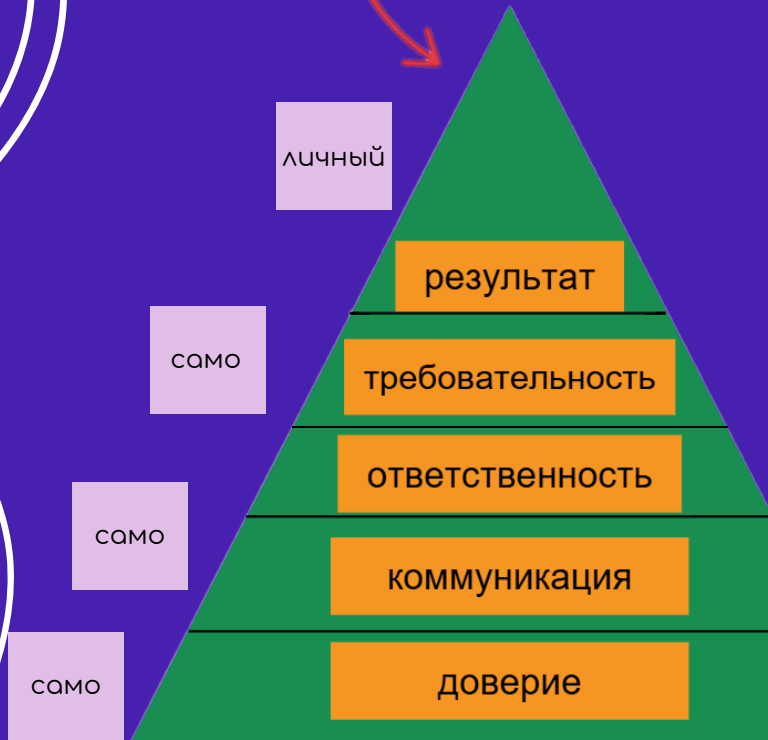 личный
результат
само
требовательность
ответственность
само
коммуникация
само
доверие